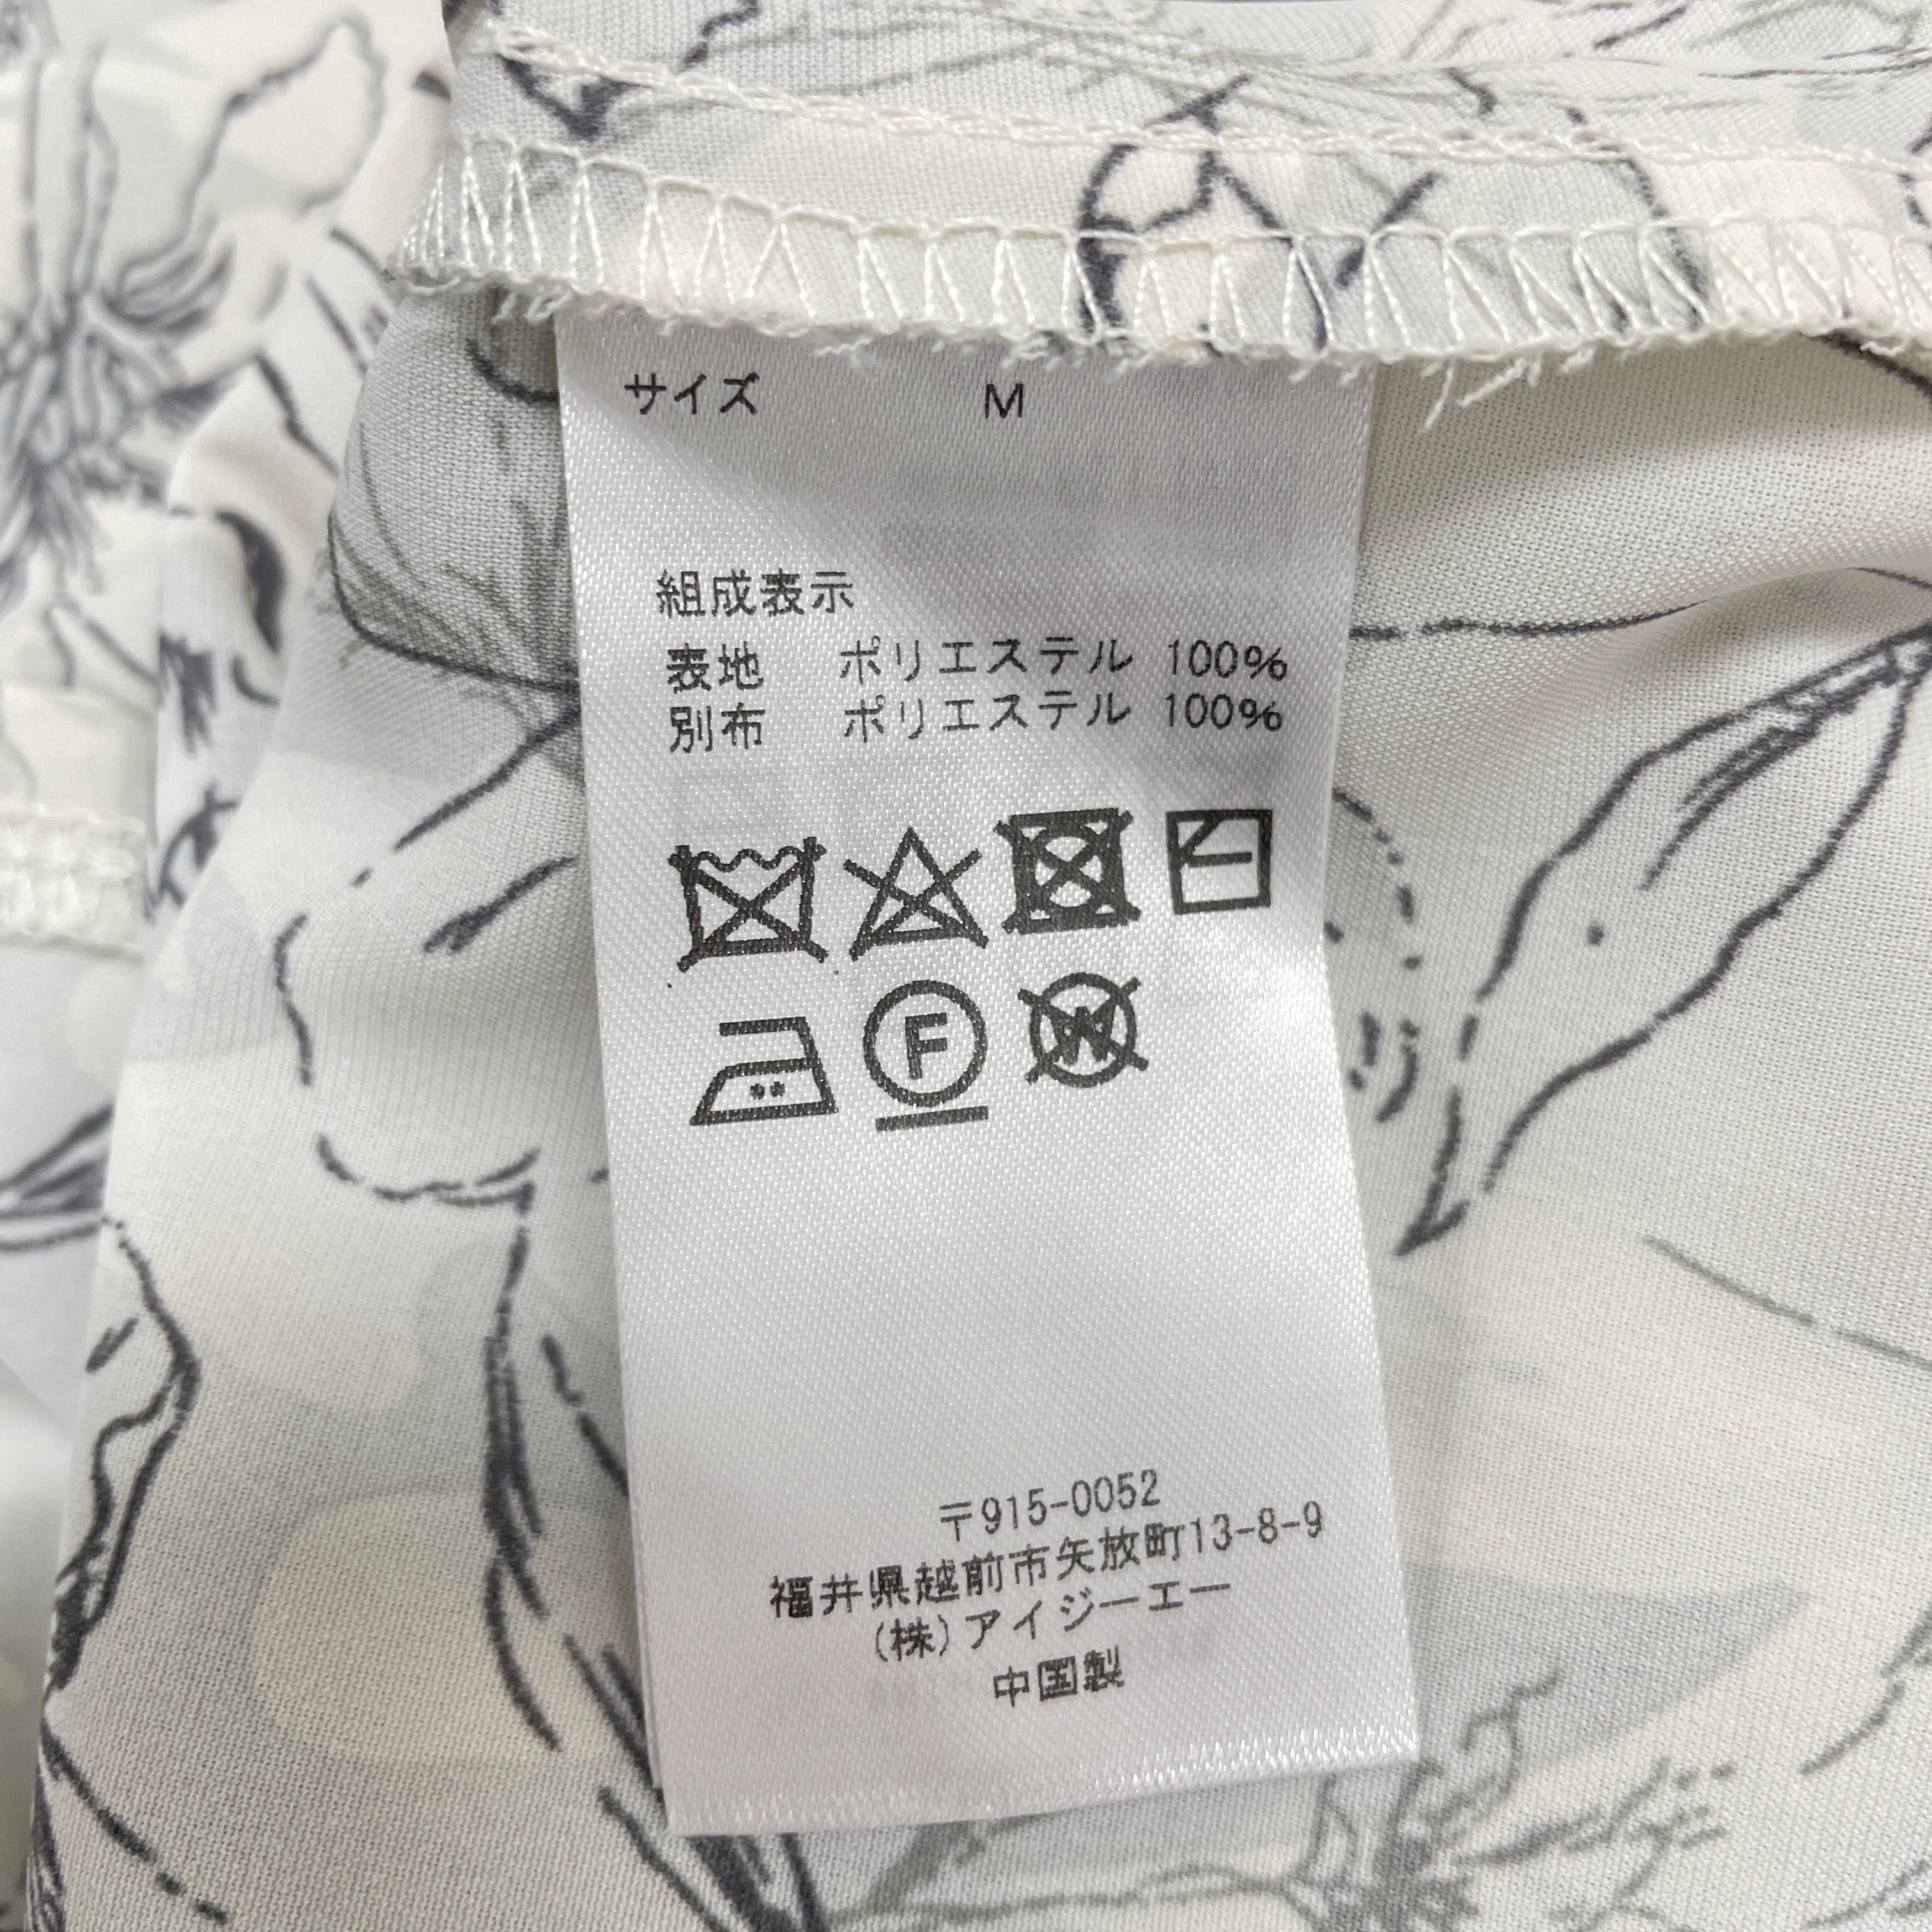 サイズ M
組成表示
表地 ポリエステル 100%
別布 ポリエステル 100%
F W
〒915-0052
福井県越前市矢放町13-8-9
(株)アイジーエー
中国製